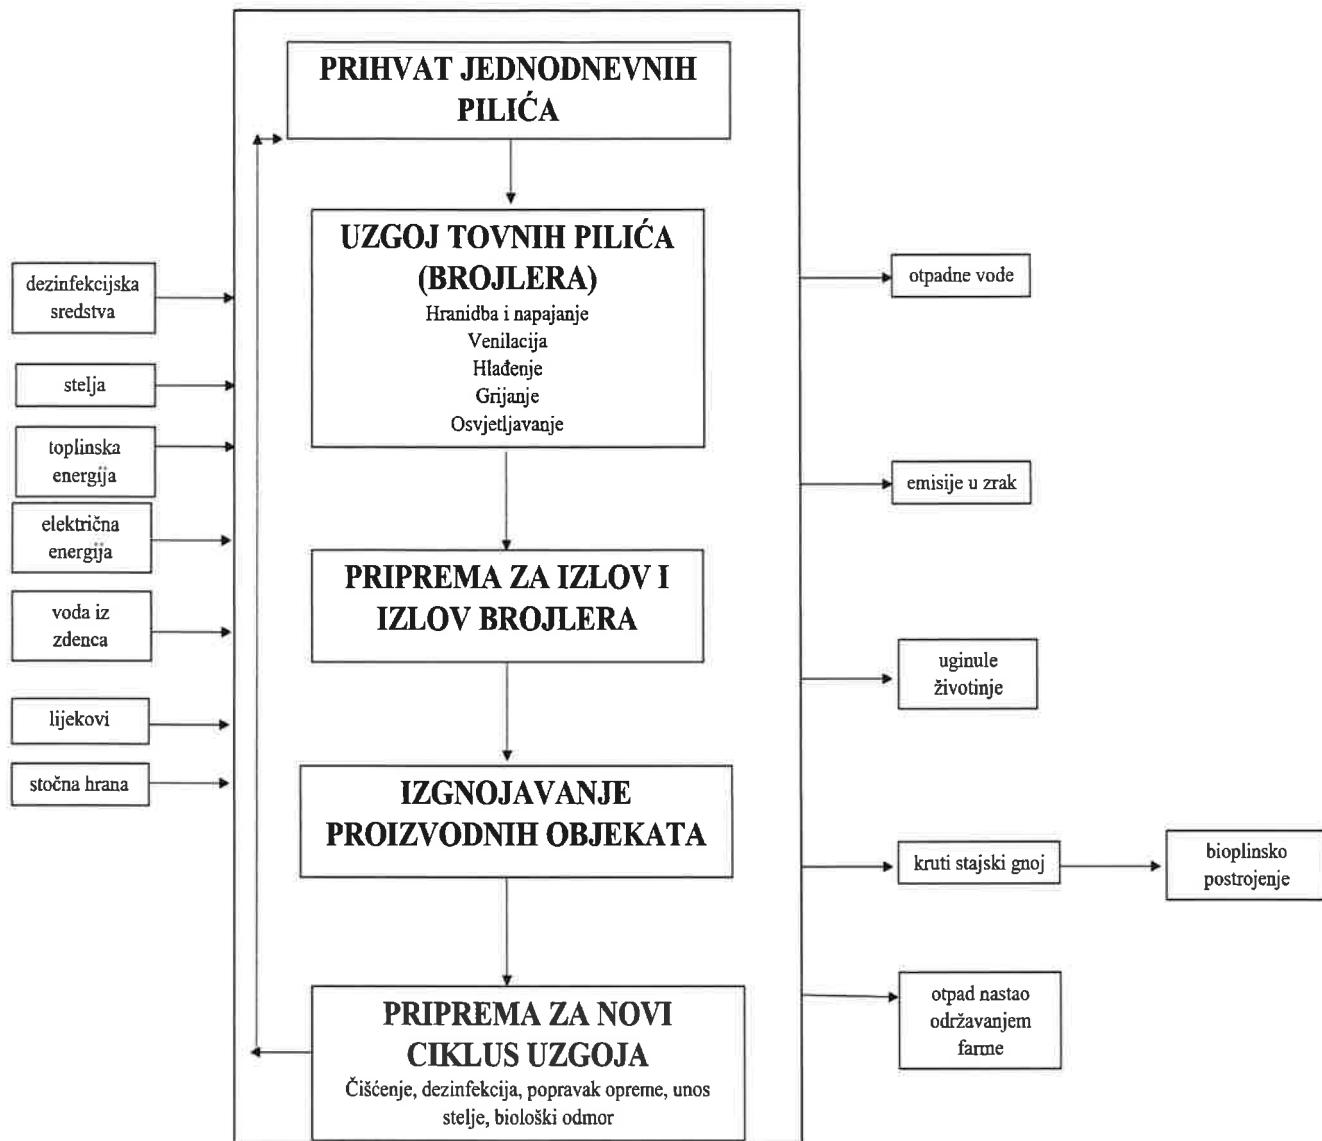 PRIHVAT JEDNODNEVNIH
PILIĆA
UZGOJ TOVNIH PILIĆA
(BROJLERA)
Hranidba i napajanje
Venilacija
Hlađenje
Grijanje
Osvjetljavanje
PRIPREMA ZA IZLOV I
IZLOV BROJLERA
IZGNOJAVANJE
PROIZVODNIH OBJEKATA
PRIPREMA ZA NOVI
CIKLUS UZGOJA
Čišćenje, dezinfekcija, popravak opreme, unos
stelje, biološki odmor
dezinfekcijska
sredstva
stelja
toplinska
energija
električna
energija
voda iz
zdenca
lijekovi
stočna hrana
otpadne vode
emisije u zrak
uginule
životinje
kruti stajski gnoj
bioplinsko
postrojenje
otpad nastao
održavanjem
farme